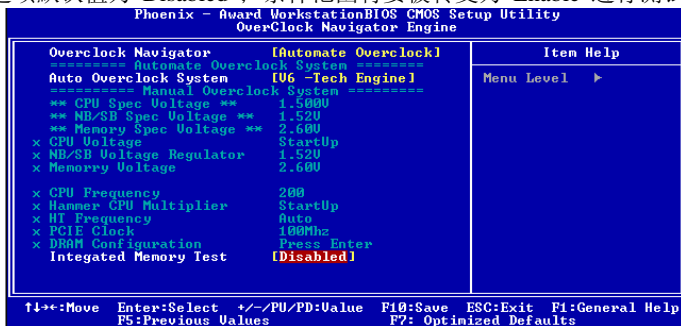 Phoenix - Award WorkstationBIOS CMOS Setup Utility
OverClock Navigator Engine
Overclock Navigator [Automate Overclock]
========= Automate Overclock System ========
Auto Overclock System [V6 -Tech Engine]
========== Manual Overclock System =========
** CPU Spec Voltage ** 1.500V
** NB/SB Spec Voltage ** 1.52V
** Memory Spec Voltage ** 2.60V
x CPU Voltage StartUp
x NB/SB Voltage Regulator 1.52V
x Memorry Voltage 2.60V
x CPU Frequency 200
x Hammer CPU Multiplier StartUp
x HT Frequency Auto
x PCIE Clock 100Mhz
x DRAM Configuration Press Enter
Integated Memory Test [Disabled]
Item Help
Menu Level ►
↑↓→←:Move Enter:Select +/-/PU/PD:Value F10:Save ESC:Exit F1:General Help
F5:Previous Values F7: Optimized Defaults